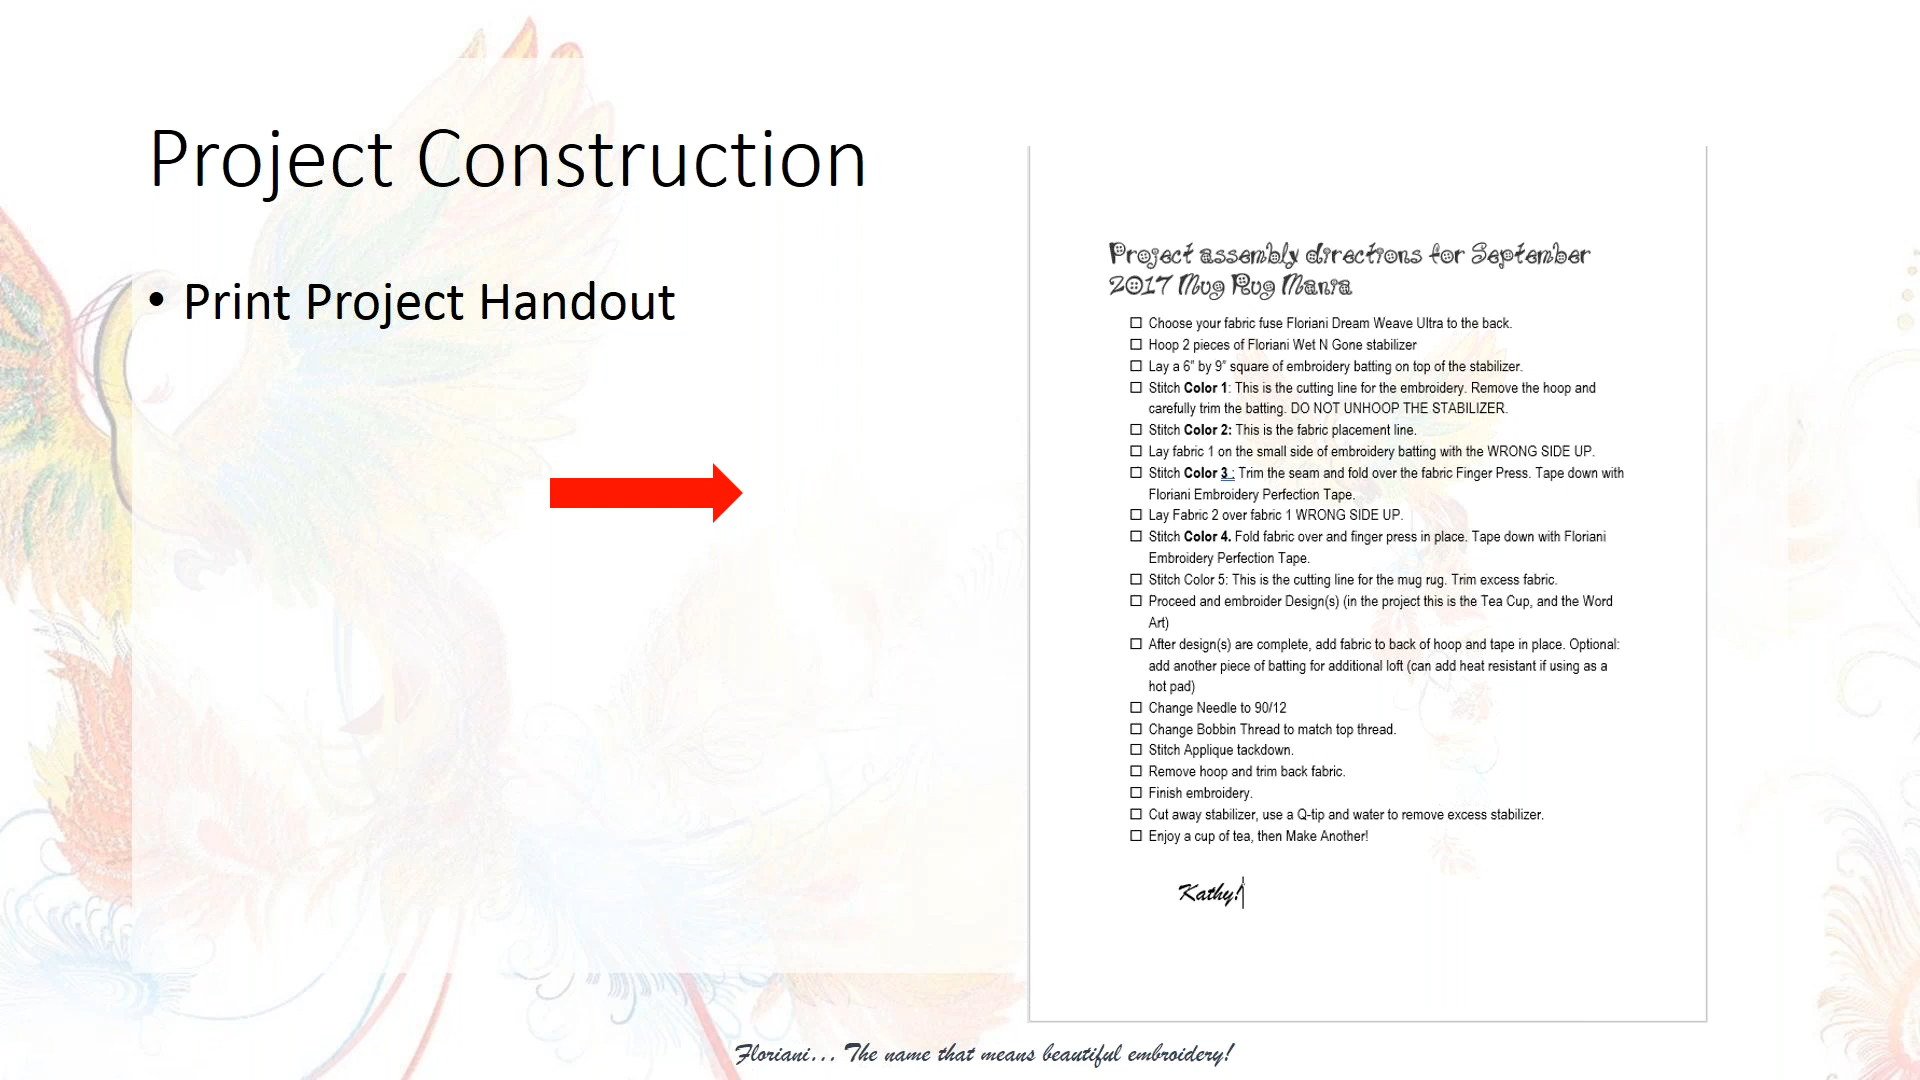 Project Construction
• Print Project Handout
Project assembly directions for September
2017 Mug Rug Mania
☐ Choose your fabric fuse Floriani Dream Weave Ultra to the back.
☐ Hoop 2 pieces of Floriani Wet N Gone stabilizer
☐ Lay a 6” by 9” square of embroidery batting on top of the stabilizer.
☐ Stitch Color 1: This is the cutting line for the embroidery. Remove the hoop and
carefully trim the batting. DO NOT UNHOOP THE STABILIZER.
☐ Stitch Color 2: This is the fabric placement line.
☐ Lay fabric 1 on the small side of embroidery batting with the WRONG SIDE UP.
☐ Stitch Color 3 : Trim the seam and fold over the fabric Finger Press. Tape down with
Floriani Embroidery Perfection Tape.
☐ Lay Fabric 2 over fabric 1 WRONG SIDE UP.
☐ Stitch Color 4. Fold fabric over and finger press in place. Tape down with Floriani
Embroidery Perfection Tape.
☐ Stitch Color 5: This is the cutting line for the mug rug. Trim excess fabric.
☐ Proceed and embroider Design(s) (in the project this is the Tea Cup, and the Word
Art)
☐ After design(s) are complete, add fabric to back of hoop and tape in place. Optional:
add another piece of batting for additional loft (can add heat resistant if using as a
hot pad)
☐ Change Needle to 90/12
☐ Change Bobbin Thread to match top thread.
☐ Stitch Applique tackdown.
☐ Remove hoop and trim back fabric.
☐ Finish embroidery.
☐ Cut away stabilizer, use a Q-tip and water to remove excess stabilizer.
☐ Enjoy a cup of tea, then Make Another!
Kathy!
Floriani... The name that means beautiful embroidery!